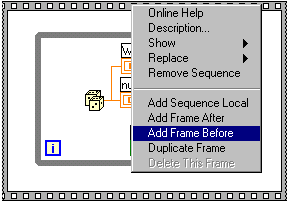 Online Help
Description...
Show
Replace
Remove Sequence
Add Sequence Local
Add Frame After
Add Frame Before
Duplicate Frame
Delete This Frame
i